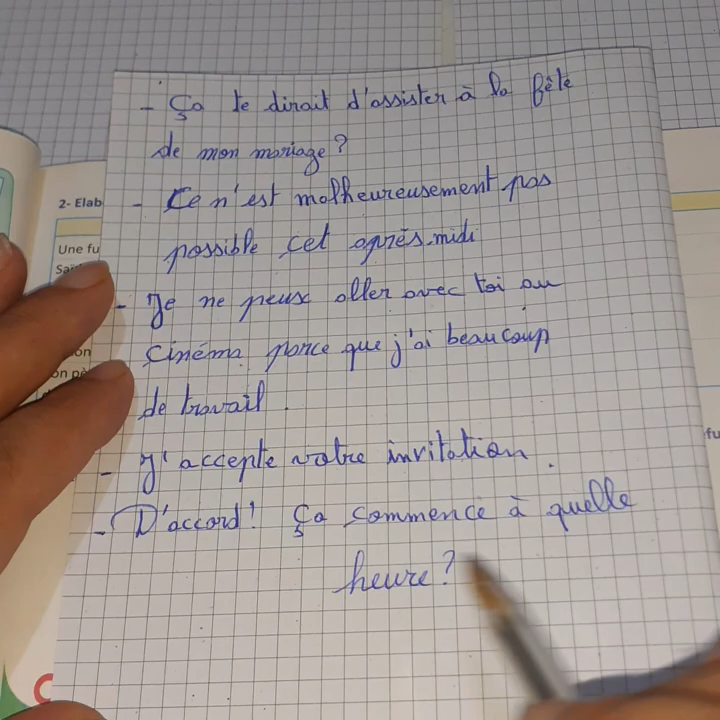 - Ça te dirait d'assister à la fête
de mon mariage?
2- Elab
- Ce n'est malheureusement pas
possible cet après-midi
Une fu
- Je ne peux aller avec toi au
cinéma parce que j'ai beaucoup
de travail.
- J'accepte votre invitation.
- D'accord! Ça commence à quelle
heure?